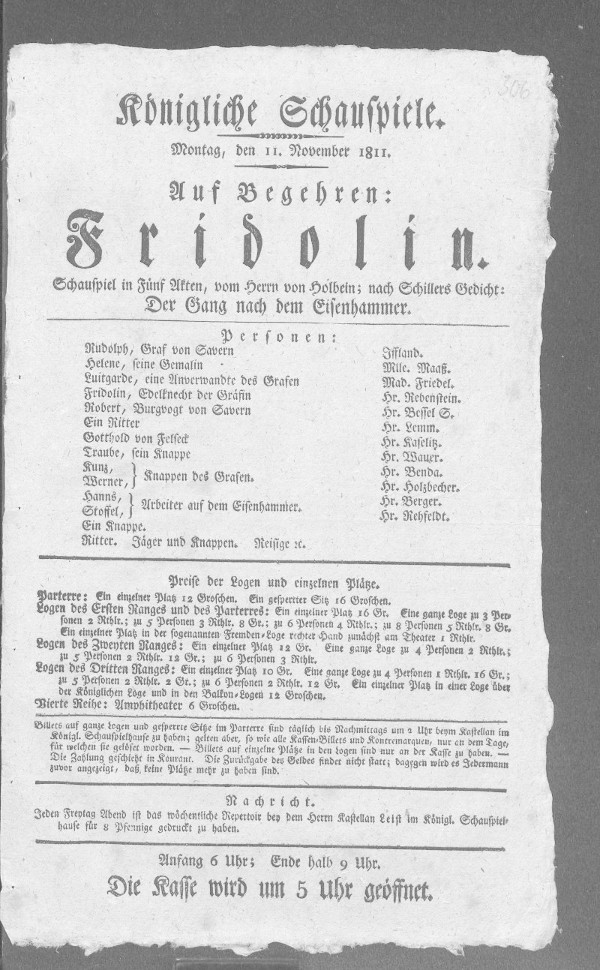 306
Königliche Schauspiele.
Montag, den 11. November 1811.
Auf Begehren:
Fridolin.
Schauspiel in Fünf Akten, vom Herrn von Holbein; nach Schillers Gedicht:
Der Gang nach dem Eisenhammer.
Personen:
Rudolph, Graf von Savern Iffland.
Helene, seine Gemalin Mlle. Maaß.
Luitgarde, eine Anverwandte des Grafen Mad. Friedel.
Fridolin, Edelknecht der Gräfin Hr. Rebenstein.
Robert, Burgvogt von Savern Hr. Bessel S.
Ein Ritter Hr. Lemm.
Gotthold von Felseck Hr. Kaselitz.
Traube, sein Knappe Hr. Wauer.
Kunz, } Knappen des Grafen. Hr. Benda.
Werner, Hr. Holzbecher.
Hanns, } Arbeiter auf dem Eisenhammer. Hr. Berger.
Stoffel, Hr. Rehfeldt.
Ein Knappe.
Ritter. Jäger und Knappen. Reisige ꝛc.
Preise der Logen und einzelnen Plätze.
Parterre: Ein einzelner Platz 12 Groschen. Ein gesperrter Sitz 16 Groschen.
Logen des Ersten Ranges und des Parterres: Ein einzelner Platz 16 Gr. Eine ganze Loge zu 3 Per-
sonen 2 Rthlr.; zu 5 Personen 3 Rthlr. 8 Gr.; zu 6 Personen 4 Rthlr.; zu 8 Personen 5 Rthlr. 8 Gr.
Ein einzelner Platz in der sogenannten Fremden-Loge rechter Hand zunächst am Theater 1 Rthlr.
Logen des Zweyten Ranges: Ein einzelner Platz 12 Gr. Eine ganze Loge zu 4 Personen 2 Rthlr.;
zu 5 Personen 2 Rthlr. 12 Gr.; zu 6 Personen 3 Rthlr.
Logen des Dritten Ranges: Ein einzelner Platz 10 Gr. Eine ganze Loge zu 4 Personen 1 Rthlr. 16 Gr.;
zu 5 Personen 2 Rthlr. 2 Gr.; zu 6 Personen 2 Rthlr. 12 Gr. Ein einzelner Platz in einer Loge über
der Königlichen Loge und in den Balkon-Logen 12 Groschen.
Vierte Reihe: Amphitheater 6 Groschen.
Billets auf ganze Logen und gesperrte Sitze im Parterre sind täglich bis Nachmittags um 2 Uhr beym Kastellan im
Königl. Schauspielhause zu haben; gelten aber, so wie alle Kassen-Billets und Kontremarquen, nur an dem Tage,
für welchen sie gelöset worden. — Billets auf einzelne Plätze in den Logen sind nur an der Kasse zu haben. —
Die Zahlung geschieht in Kourant. Die Zurückgabe des Geldes findet nicht statt; dagegen wird es Jedermann
zuvor angezeigt, daß keine Plätze mehr zu haben sind.
Nachricht.
Jeden Freytag Abend ist das wöchentliche Repertoir bey dem Herrn Kastellan Leist im Königl. Schauspiel-
hause für 8 Pfennige gedruckt zu haben.
Anfang 6 Uhr; Ende halb 9 Uhr.
Die Kasse wird um 5 Uhr geöffnet.